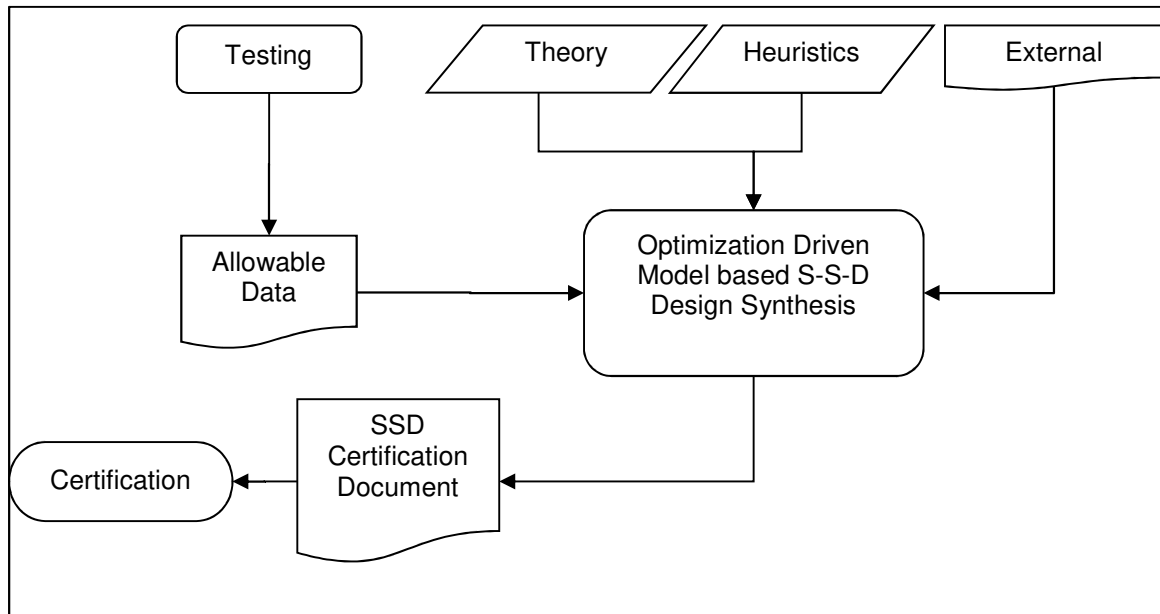 Testing
Theory
Heuristics
External
Allowable
Data
Optimization Driven
Model based S-S-D
Design Synthesis
SSD
Certification
Document
Certification